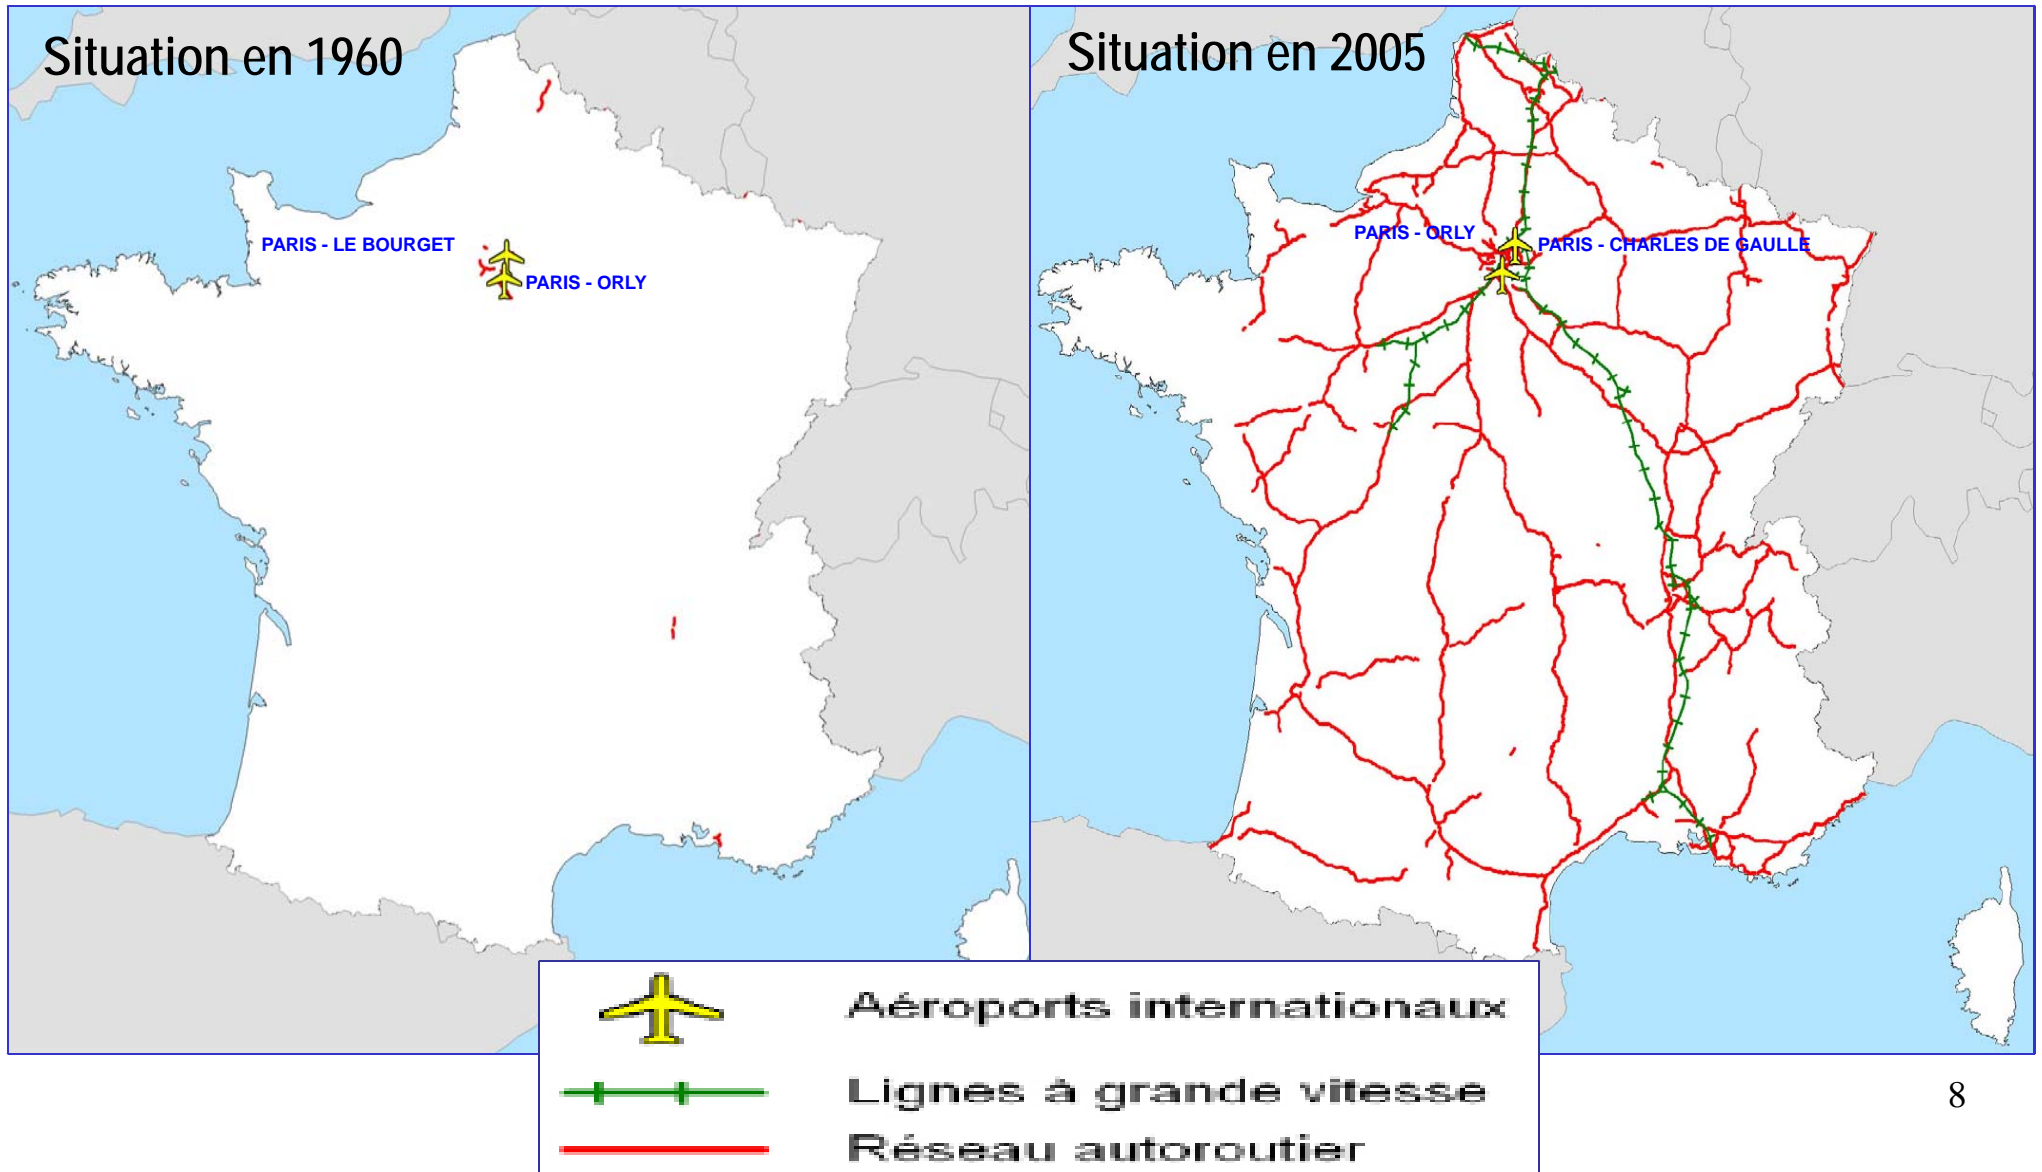 Situation en 1960
PARIS - LE BOURGET
PARIS - ORLY
Situation en 2005
PARIS - ORLY
PARIS - CHARLES DE GAULLE
Aéroports internationaux
Lignes à grande vitesse
Réseau autoroutier
8